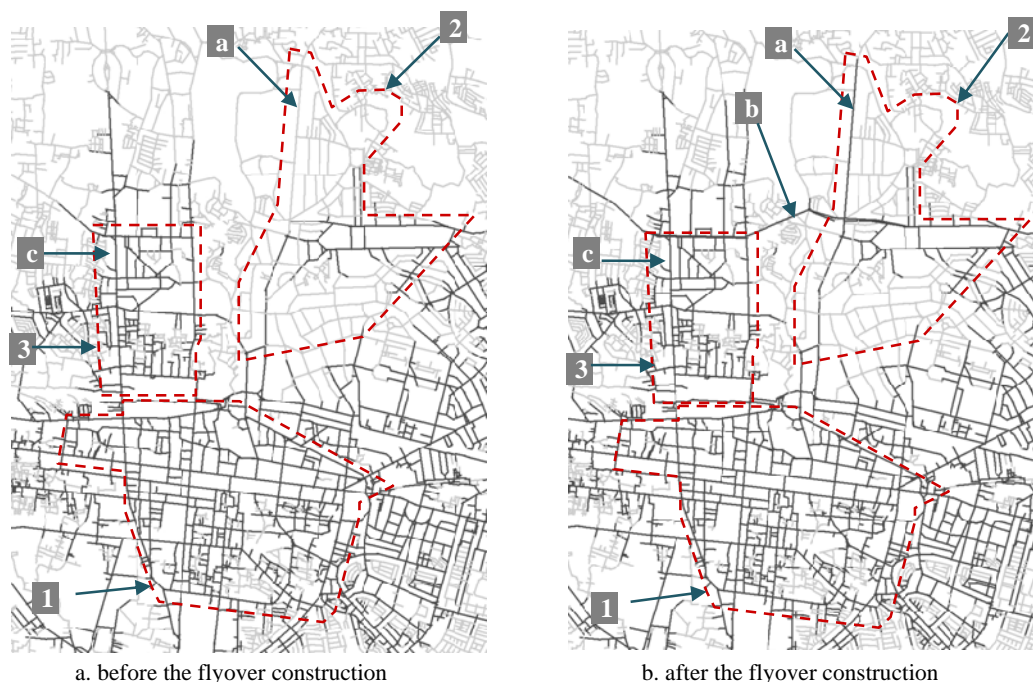 a
2
c
3
1
a. before the flyover construction
a
2
b
c
3
1
b. after the flyover construction